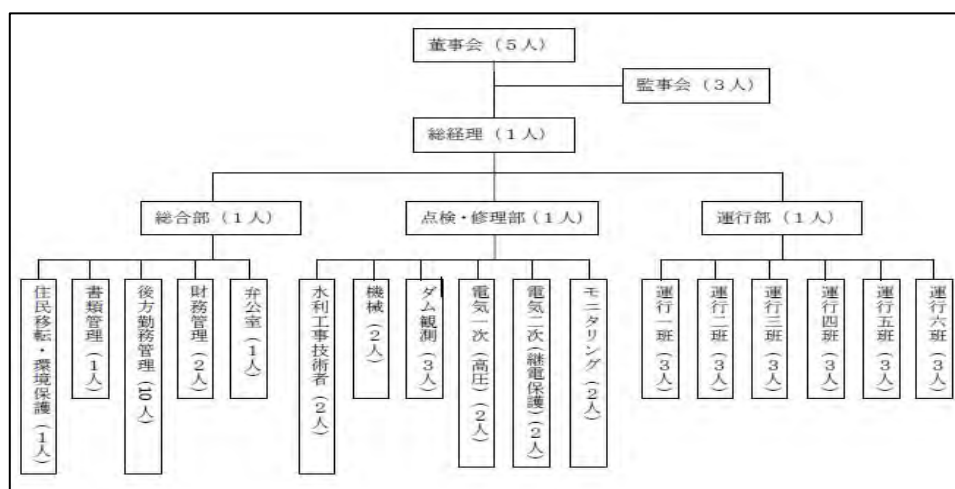 董事会（5人）
監事会（3人）
総経理（1人）
総合部（1人）
点検・修理部（1人）
運行部（1人）
住民移転・環境保護（1人）
書類管理（1人）
後方勤務管理（10人）
財務管理（2人）
弁公室（1人）
水利工事技術者（2人）
機械（2人）
ダム観測（3人）
電気一次（高圧）（2人）
電気二次（継電保護）（2人）
モニタリング（2人）
運行一班（3人）
運行二班（3人）
運行三班（3人）
運行四班（3人）
運行五班（3人）
運行六班（3人）